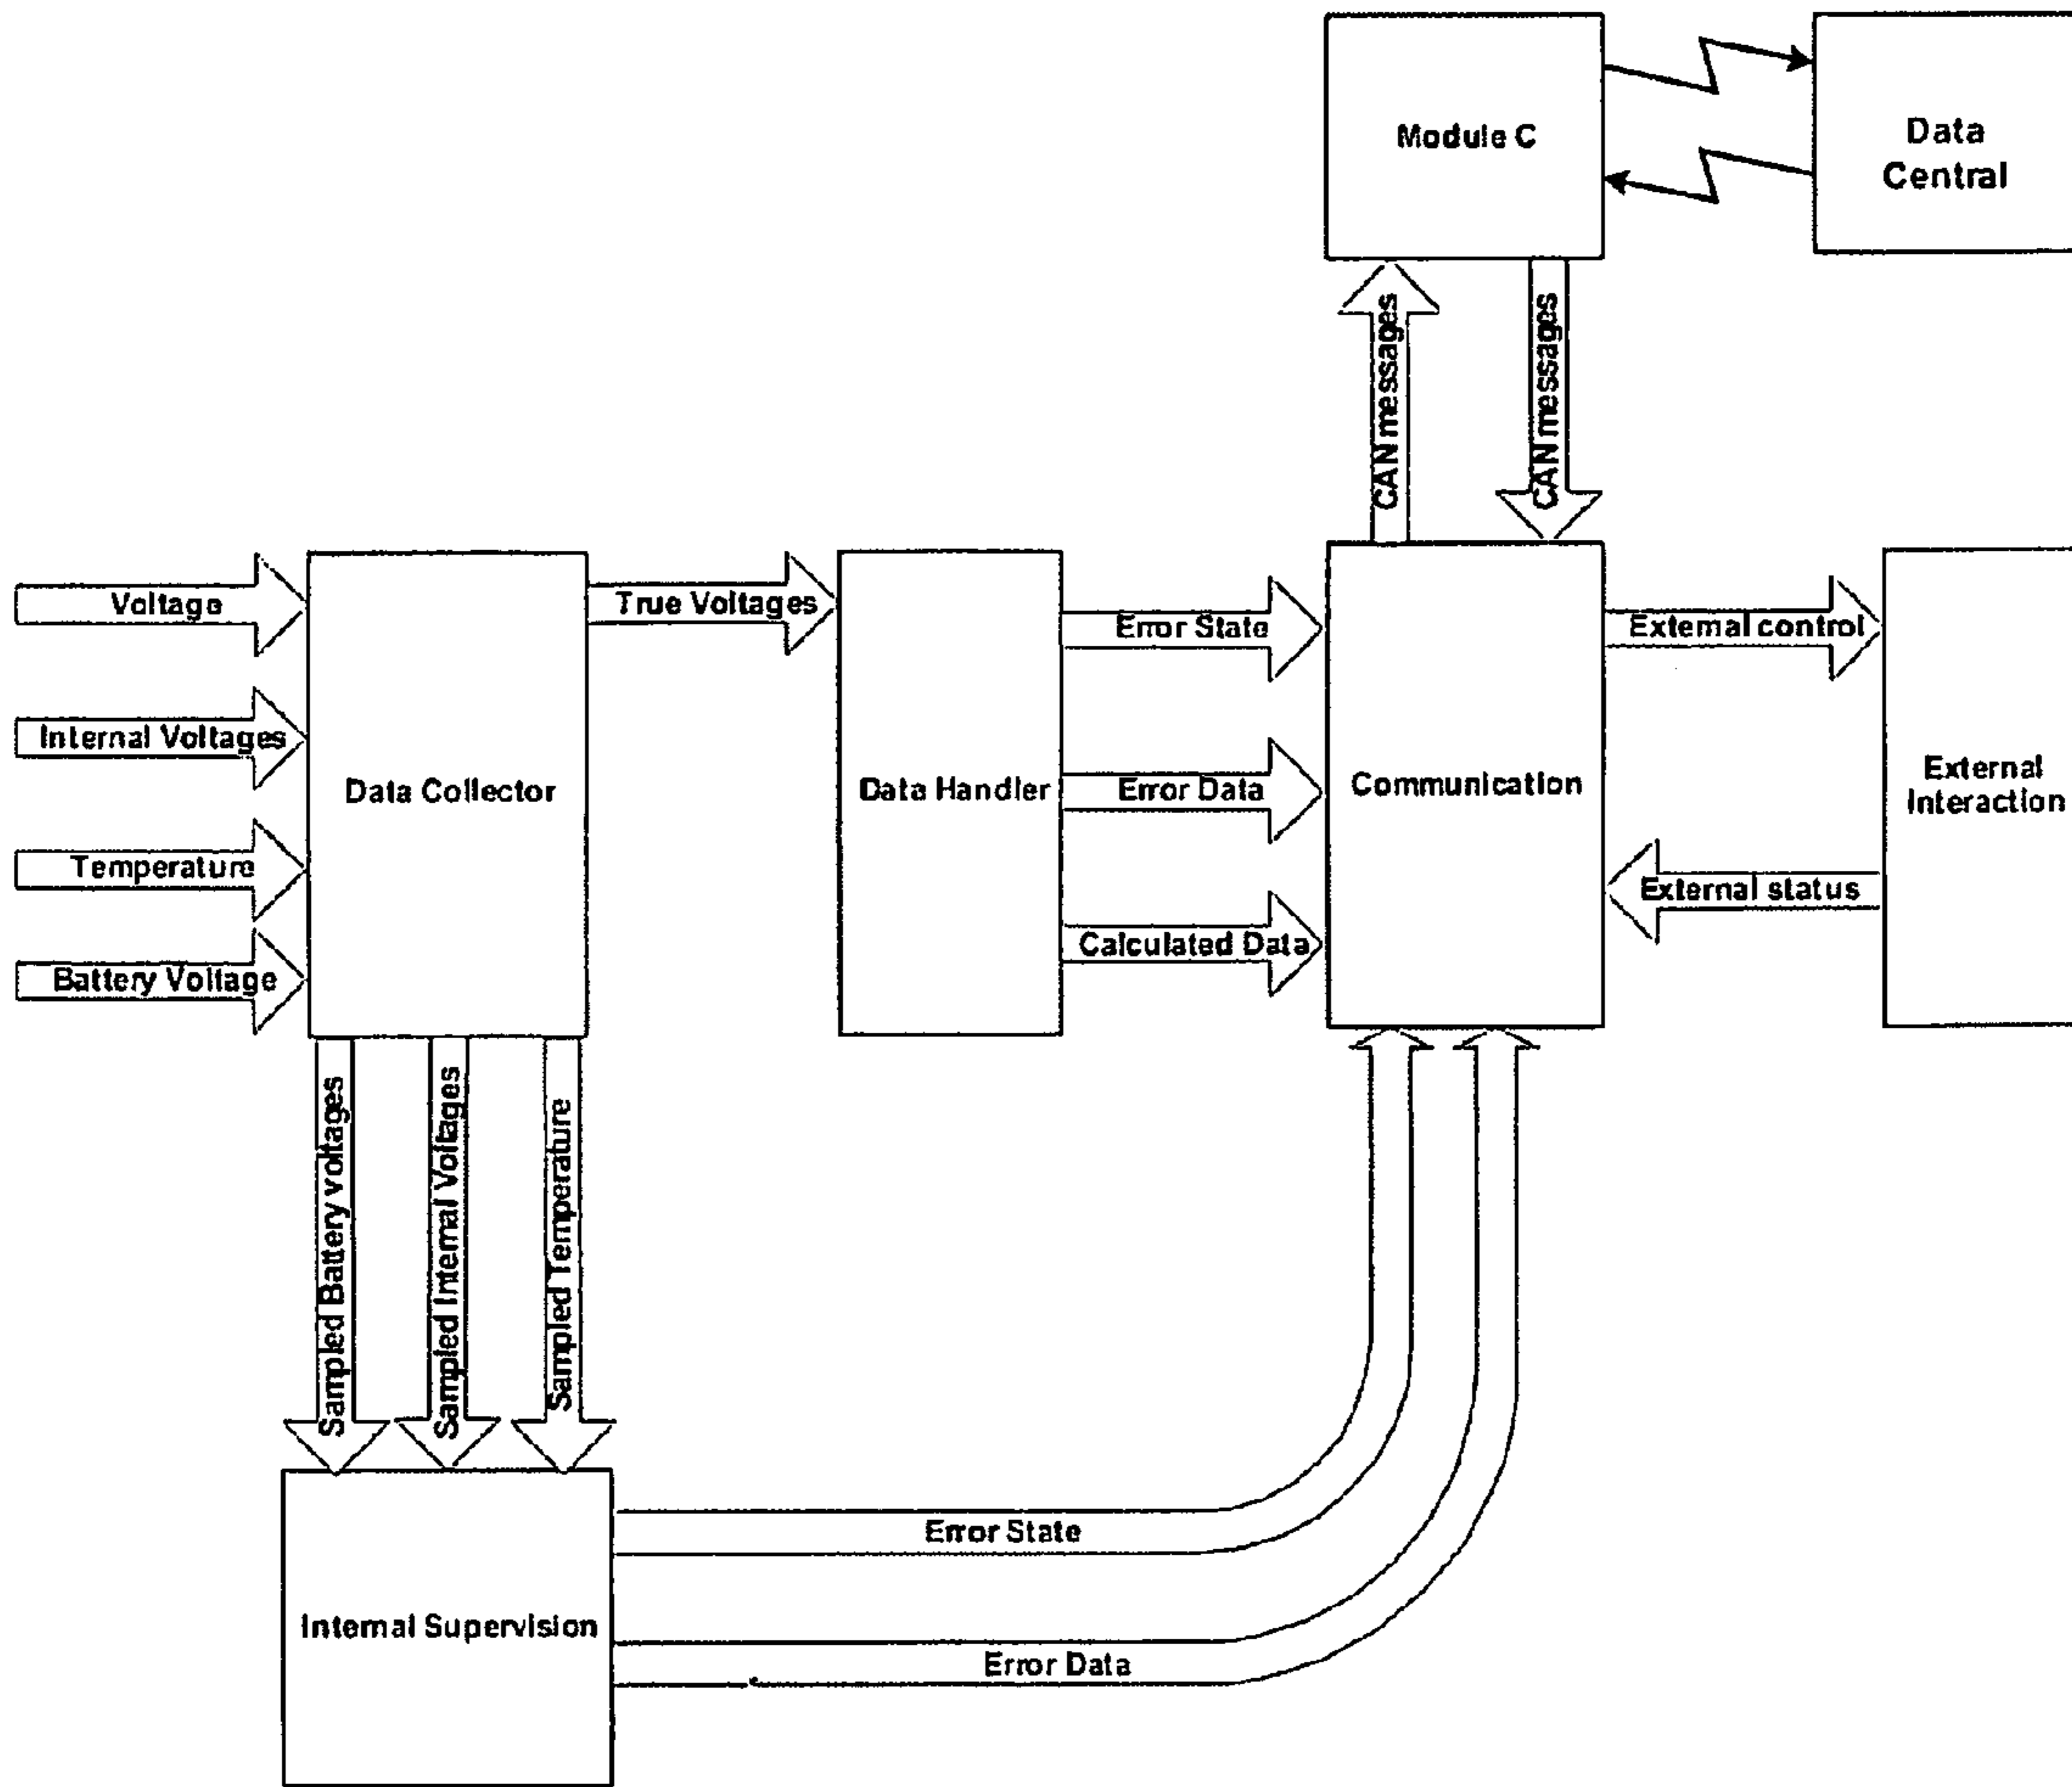 Module C
Data
Central
CAN messages
CAN messages
Voltage
True Voltages
Error State
External control
Internal Voltages
Data Collector
Data Handler
Error Data
Communication
External
Interaction
Temperature
External status
Battery Voltage
Calculated Data
Sampled Battery voltages
Sampled Internal Voltages
Sampled Temperature
Error State
Internal Supervision
Error Data